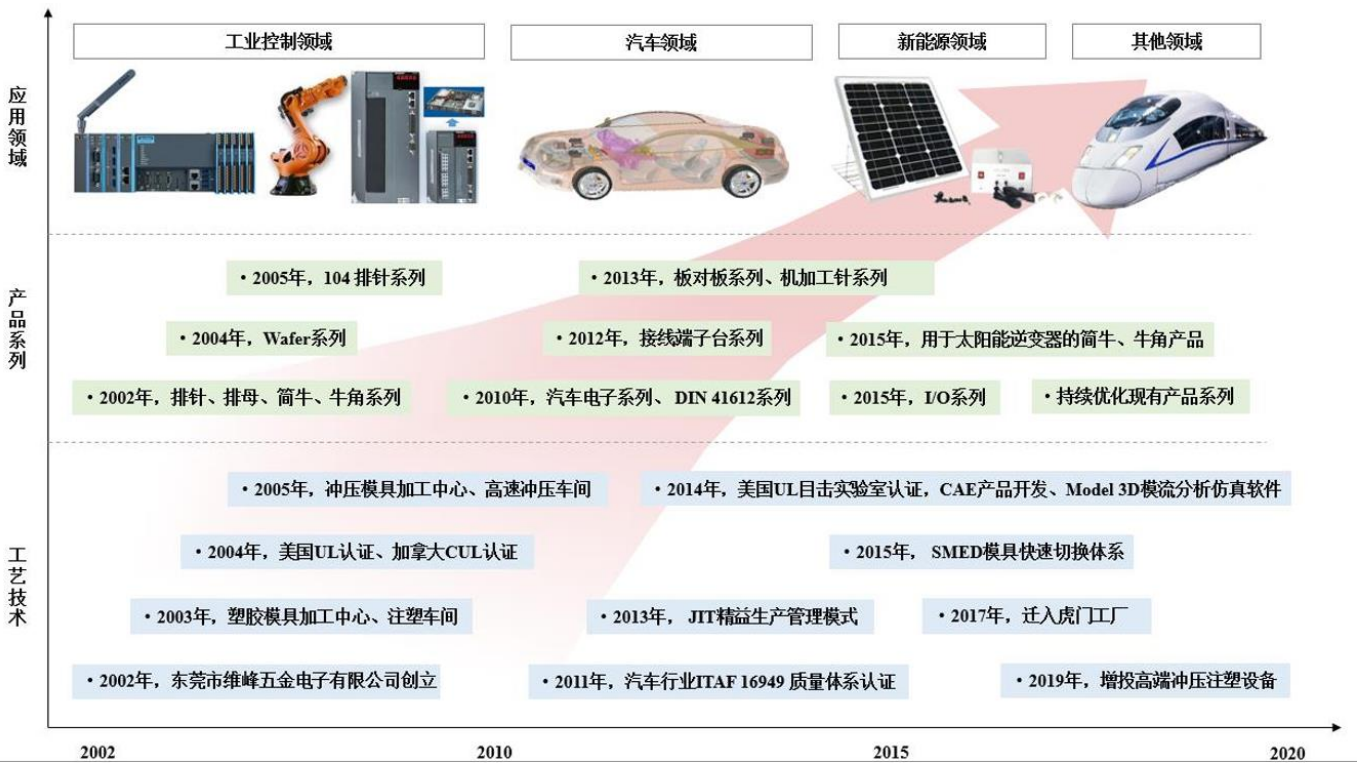 工业控制领域
汽车领域
新能源领域
其他领域
应用领域
产品系列
·2005年，104 排针系列
·2013年，板对板系列、机加工针系列
·2004年，Wafer系列
·2012年，接线端子台系列
·2015年，用于太阳能逆变器的简牛、牛角产品
·2002年，排针、排母、简牛、牛角系列
·2010年，汽车电子系列、 DIN 41612系列
·2015年，I/O系列
·持续优化现有产品系列
工艺技术
·2005年，冲压模具加工中心、高速冲压车间
·2014年，美国UL目击实验室认证，CAE产品开发、Model 3D模流分析仿真软件
·2004年，美国UL认证、加拿大CUL认证
·2015年， SMED模具快速切换体系
·2003年，塑胶模具加工中心、注塑车间
·2013年， JIT精益生产管理模式
·2017年，迁入虎门工厂
·2002年，东莞市维峰五金电子有限公司创立
·2011年，汽车行业ITAF 16949 质量体系认证
·2019年，增投高端冲压注塑设备
2002
2010
2015
2020